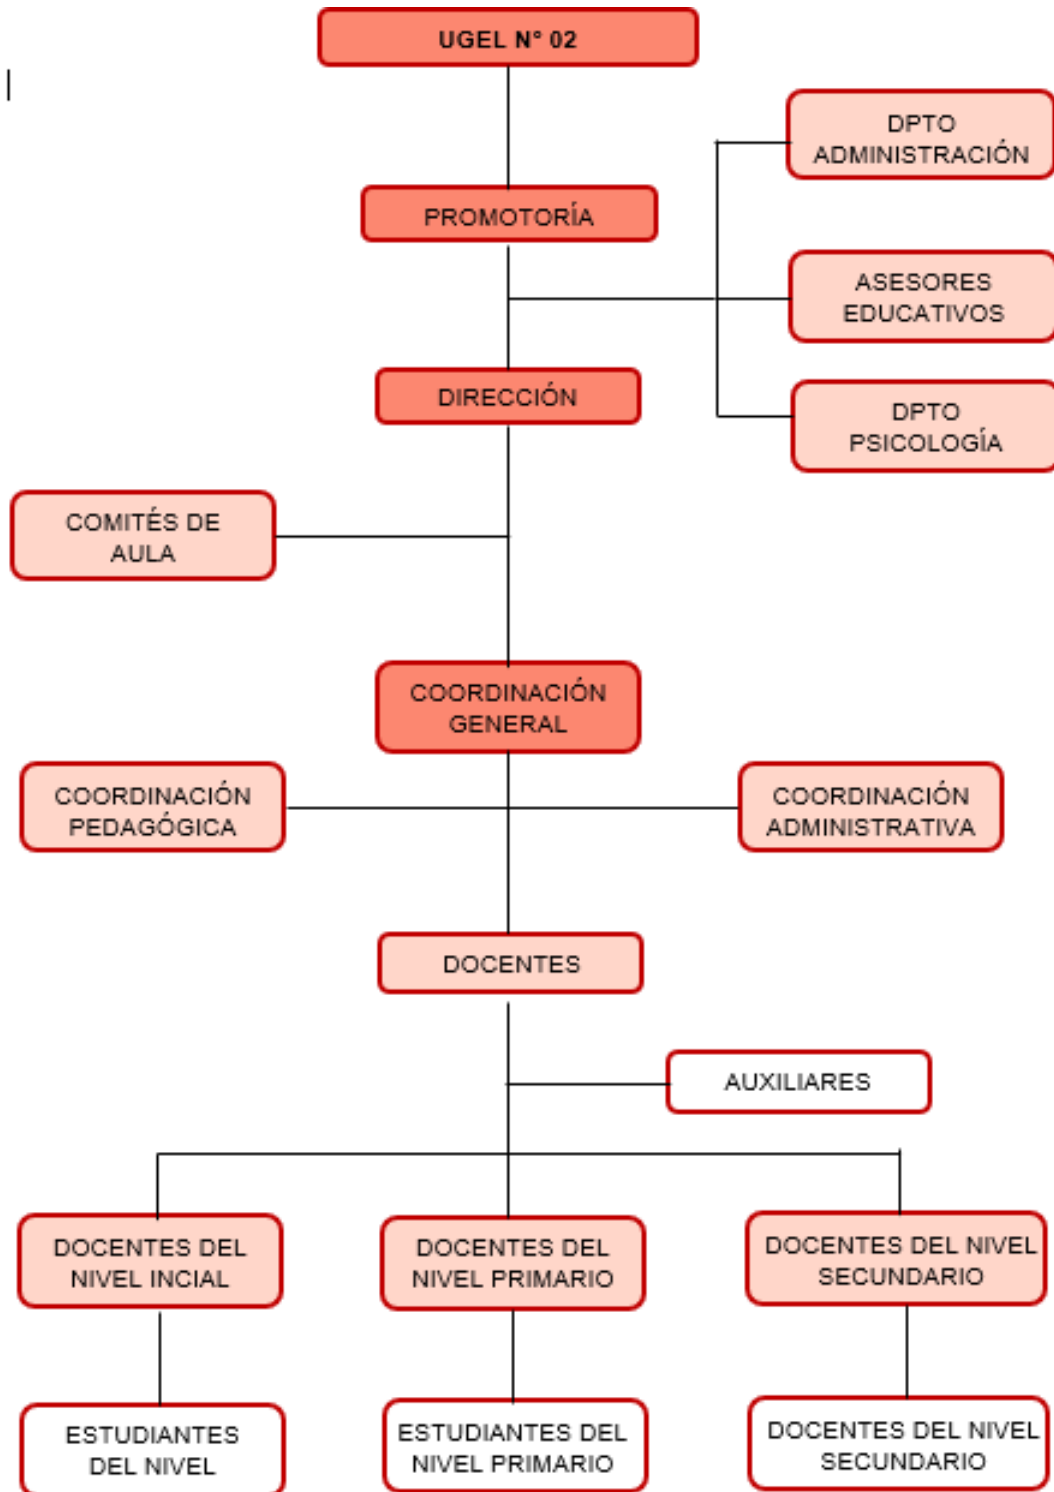 UGEL N° 02
DPTO
ADMINISTRACIÓN
PROMOTORÍA
ASESORES
EDUCATIVOS
DIRECCIÓN
DPTO
PSICOLOGÍA
COMITÉS DE
AULA
COORDINACIÓN
GENERAL
COORDINACIÓN
PEDAGÓGICA
COORDINACIÓN
ADMINISTRATIVA
DOCENTES
AUXILIARES
DOCENTES DEL
NIVEL INCIAL
DOCENTES DEL
NIVEL PRIMARIO
DOCENTES DEL NIVEL
SECUNDARIO
ESTUDIANTES
DEL NIVEL
ESTUDIANTES DEL
NIVEL PRIMARIO
DOCENTES DEL NIVEL
SECUNDARIO